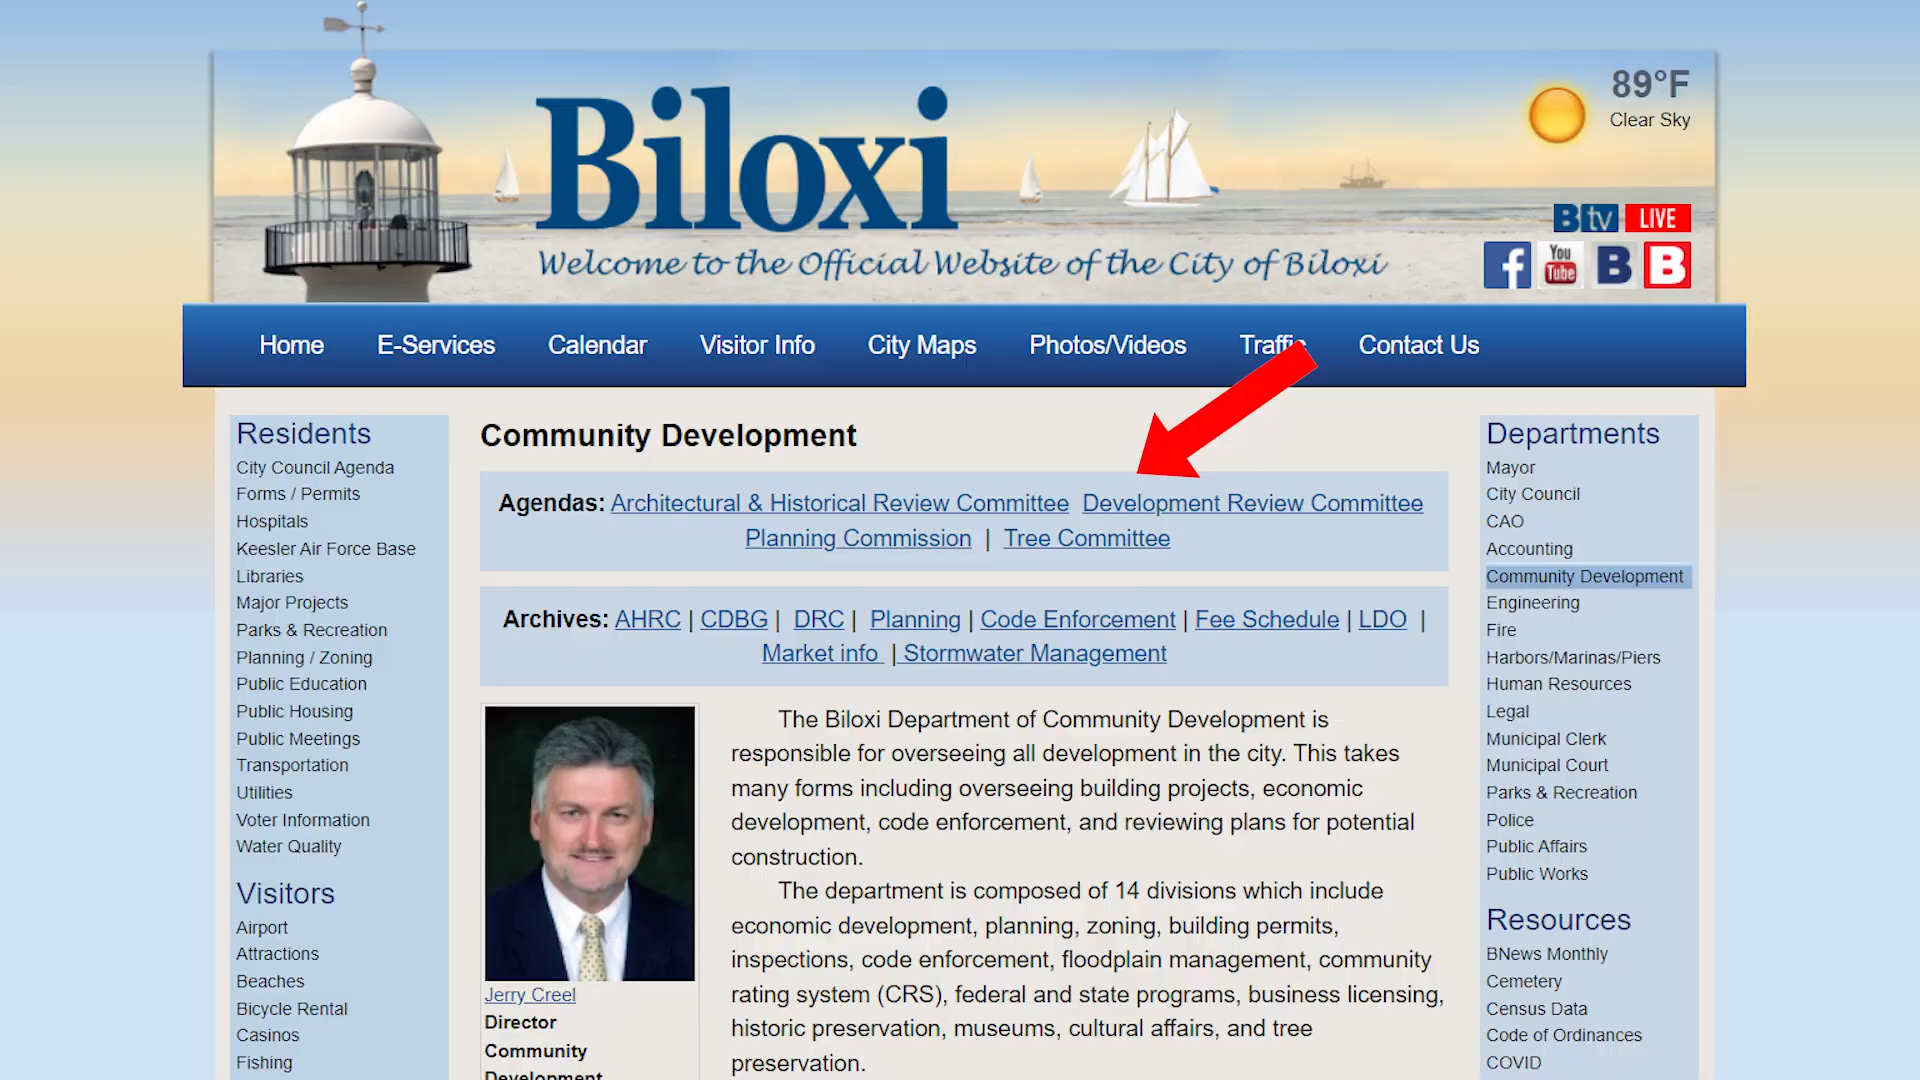 Biloxi
Welcome to the Official Website of the City of Biloxi
89°F
Clear Sky
B tv LIVE
f You Tube B B
Home E-Services Calendar Visitor Info City Maps Photos/Videos Traffic Contact Us
Residents
City Council Agenda
Forms / Permits
Hospitals
Keesler Air Force Base
Libraries
Major Projects
Parks & Recreation
Planning / Zoning
Public Education
Public Housing
Public Meetings
Transportation
Utilities
Voter Information
Water Quality
Visitors
Airport
Attractions
Beaches
Bicycle Rental
Casinos
Fishing
Community Development
Agendas: Architectural & Historical Review Committee Development Review Committee
Planning Commission | Tree Committee
Archives: AHRC | CDBG | DRC | Planning | Code Enforcement | Fee Schedule | LDO |
Market info | Stormwater Management
Jerry Creel
Director
Community
Development
The Biloxi Department of Community Development is
responsible for overseeing all development in the city. This takes
many forms including overseeing building projects, economic
development, code enforcement, and reviewing plans for potential
construction.
The department is composed of 14 divisions which include
economic development, planning, zoning, building permits,
inspections, code enforcement, floodplain management, community
rating system (CRS), federal and state programs, business licensing,
historic preservation, museums, cultural affairs, and tree
preservation.
Departments
Mayor
City Council
CAO
Accounting
Community Development
Engineering
Fire
Harbors/Marinas/Piers
Human Resources
Legal
Municipal Clerk
Municipal Court
Parks & Recreation
Police
Public Affairs
Public Works
Resources
BNews Monthly
Cemetery
Census Data
Code of Ordinances
COVID